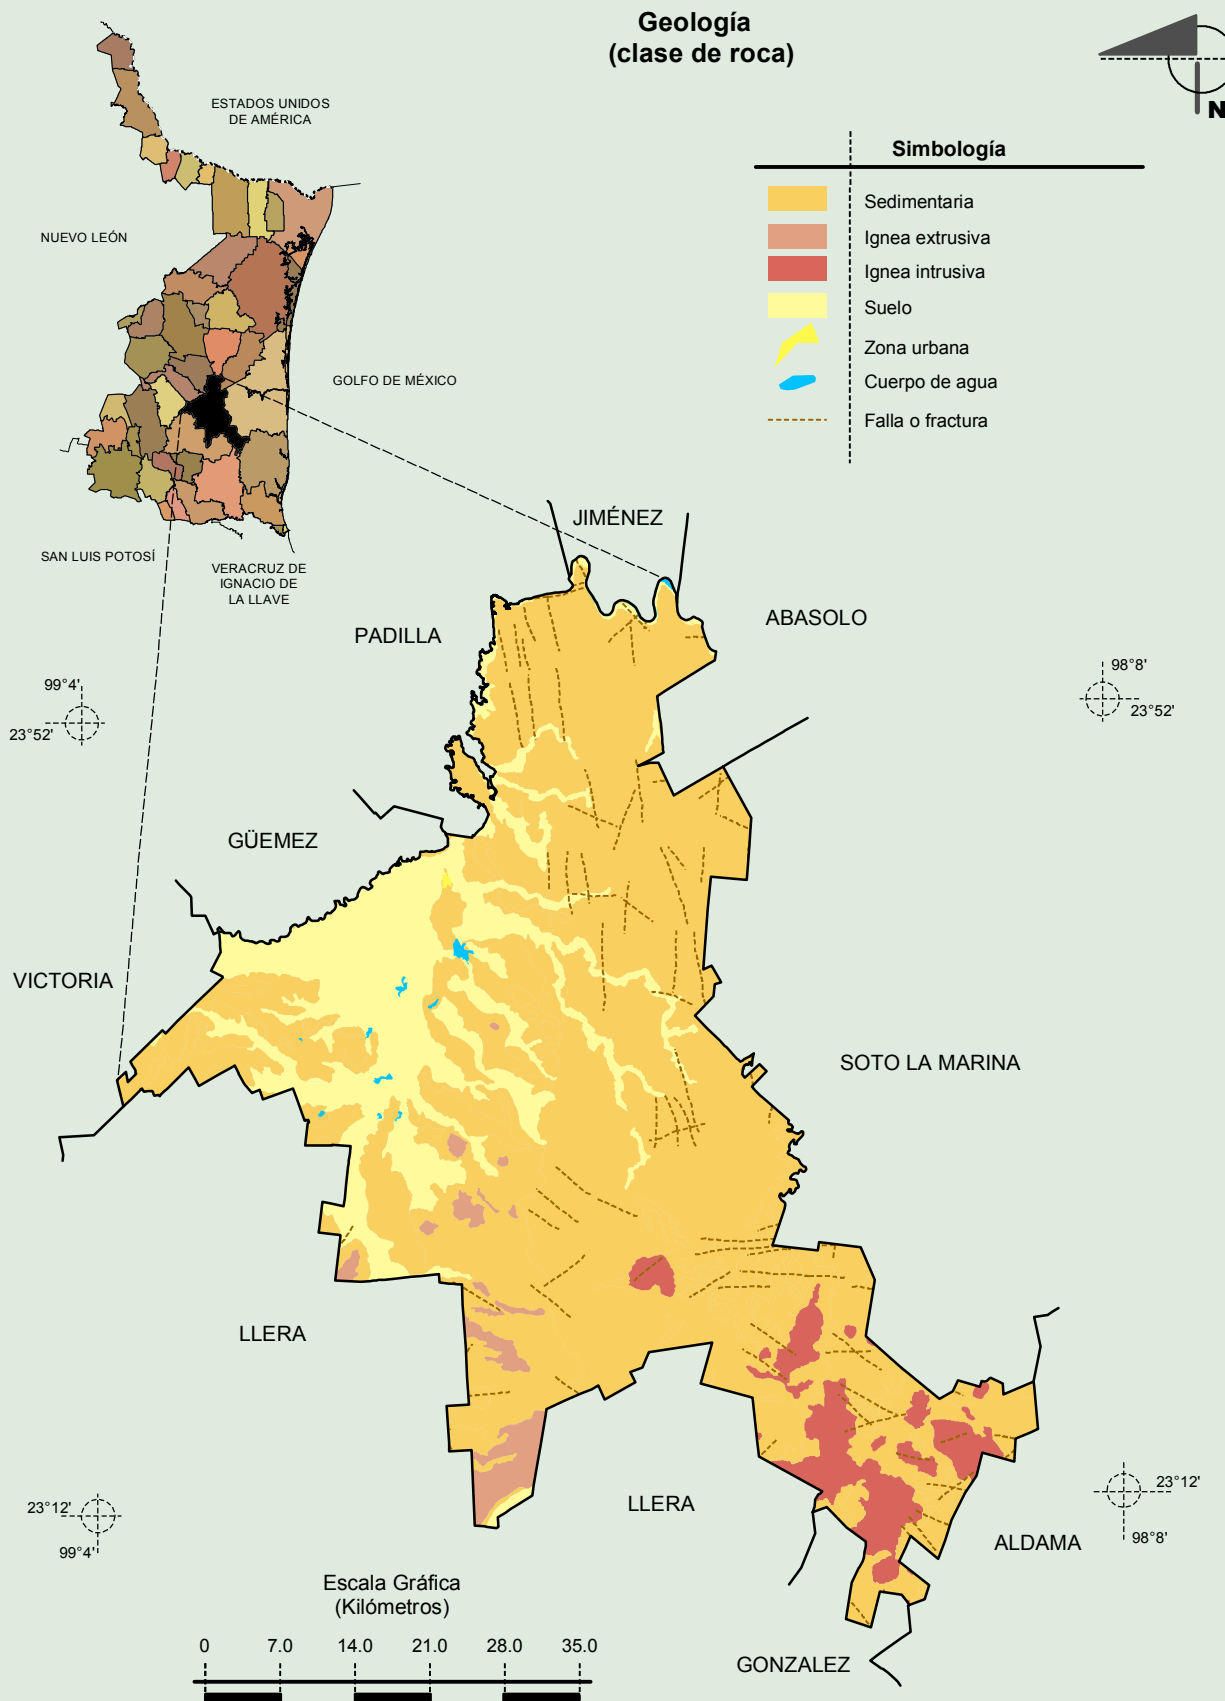 Geología
(clase de roca)
N
ESTADOS UNIDOS
DE AMÉRICA
NUEVO LEÓN
GOLFO DE MÉXICO
SAN LUIS POTOSÍ
VERACRUZ DE
IGNACIO DE
LA LLAVE
Simbología
Sedimentaria
Ignea extrusiva
Ignea intrusiva
Suelo
Zona urbana
Cuerpo de agua
Falla o fractura
JIMÉNEZ
ABASOLO
PADILLA
99°4'
23°52'
98°8'
23°52'
GÜEMEZ
VICTORIA
SOTO LA MARINA
LLERA
LLERA
23°12'
99°4'
23°12'
98°8'
ALDAMA
GONZALEZ
Escala Gráfica
(Kilómetros)
0 7.0 14.0 21.0 28.0 35.0